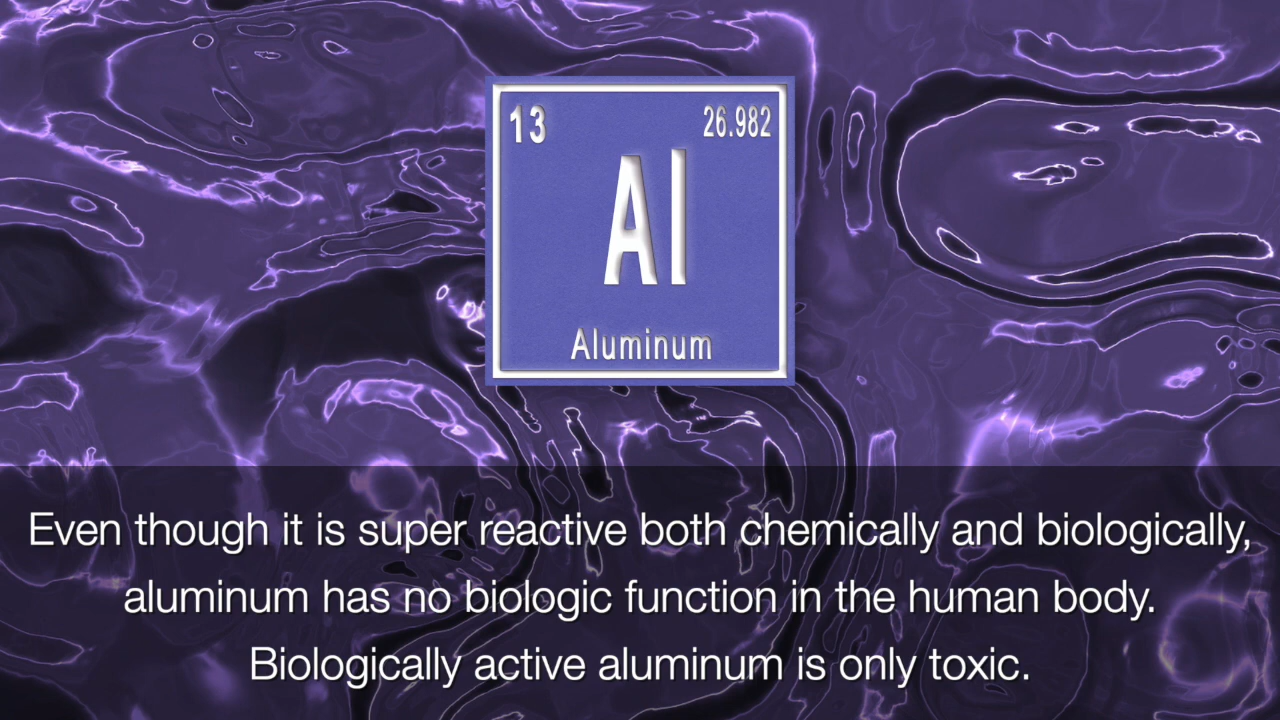 13
26.982
Al
Aluminum
Even though it is super reactive both chemically and biologically,
aluminum has no biologic function in the human body.
Biologically active aluminum is only toxic.